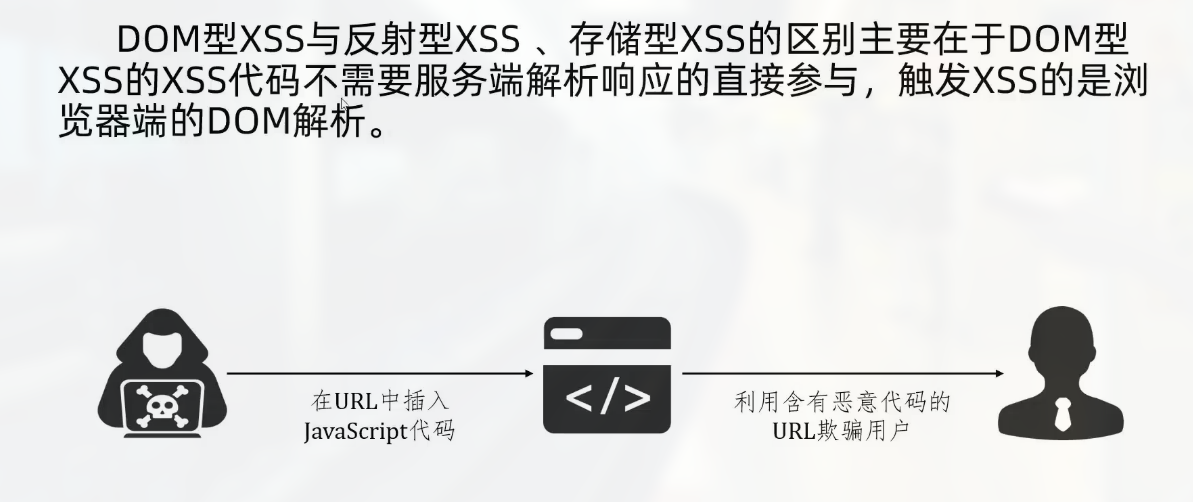 DOM型XSS与反射型XSS 、存储型XSS的区别主要在于DOM型
XSS的XSS代码不需要服务端解析响应的直接参与，触发XSS的是浏
览器端的DOM解析。
</>
在URL中插入
JavaScript代码
利用含有恶意代码的
URL欺骗用户